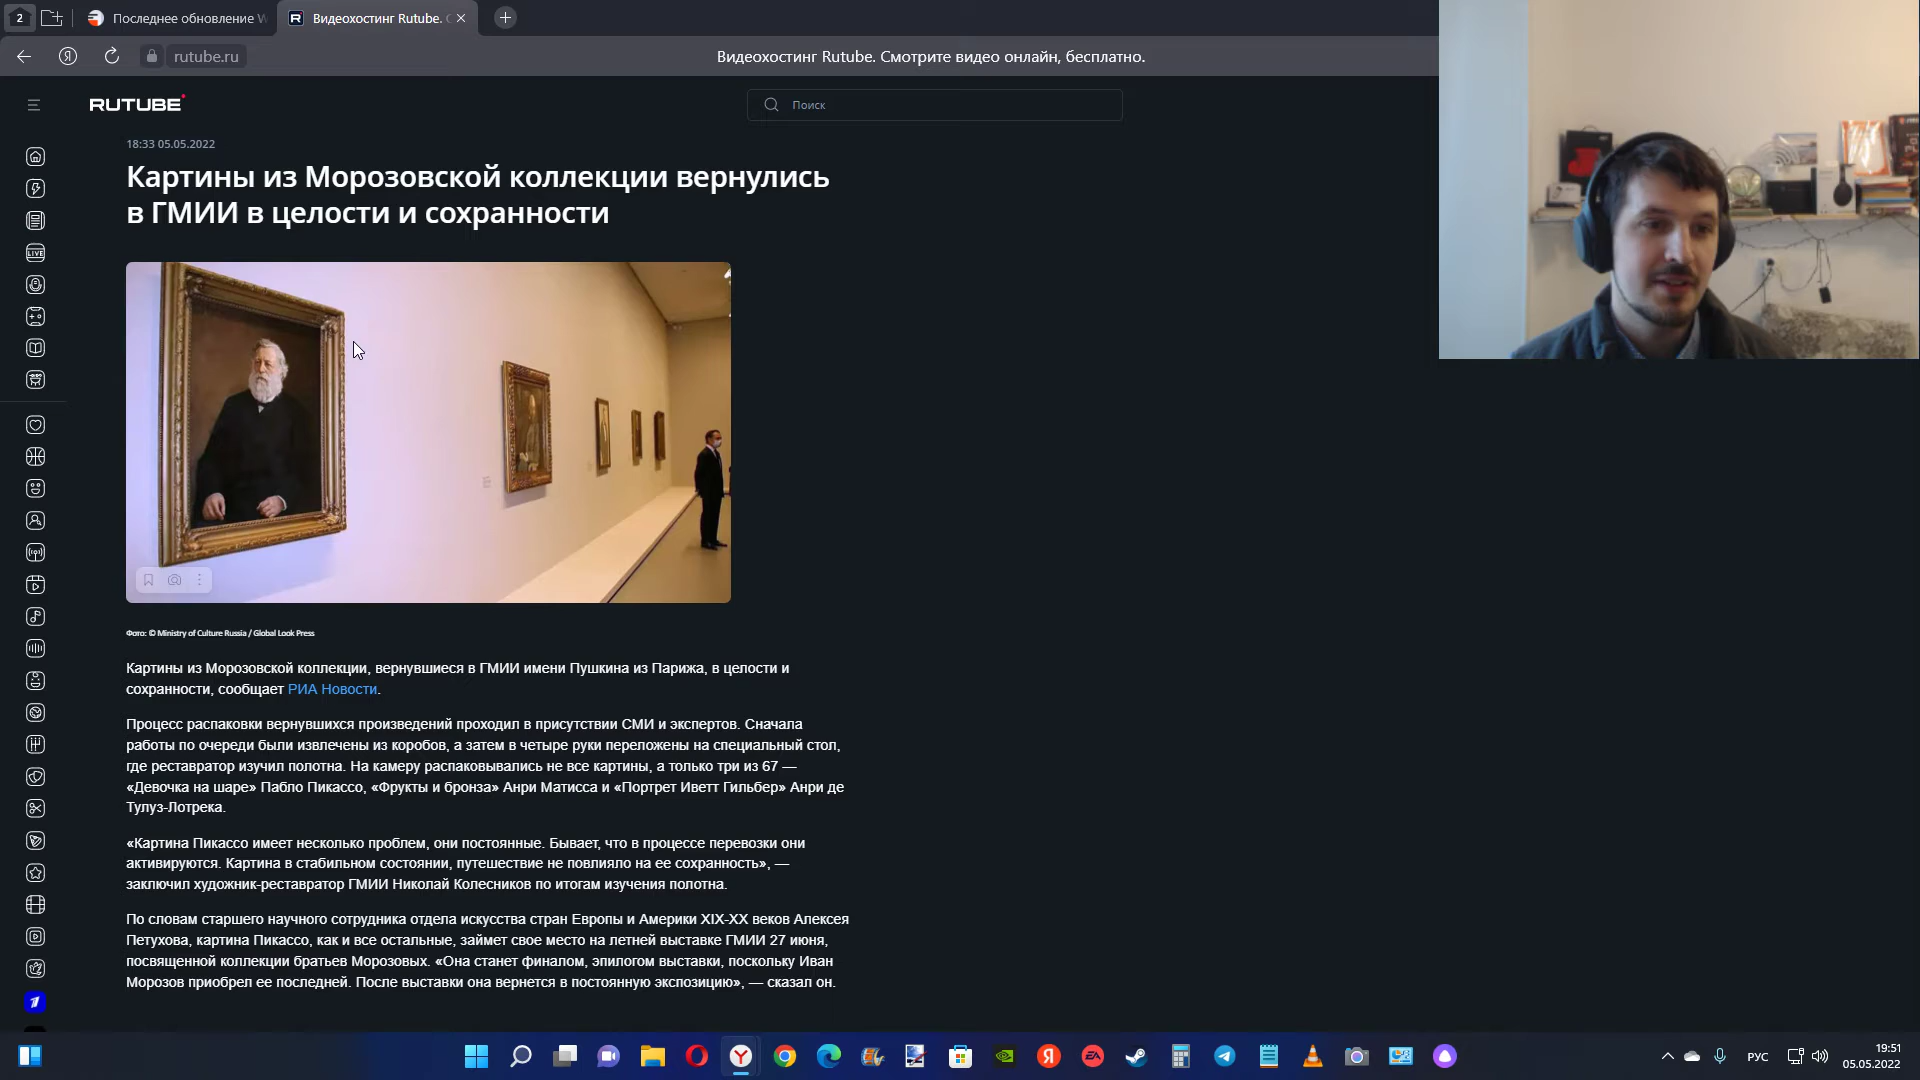 2
Последнее обновление W
Видеохостинг Rutube. С
rutube.ru
Видеохостинг Rutube. Смотрите видео онлайн, бесплатно.
RUTUBE
Поиск
18:33 05.05.2022
Картины из Морозовской коллекции вернулись
в ГМИИ в целости и сохранности
LIVE
Фото: © Ministry of Culture Russia / Global Look Press
Картины из Морозовской коллекции, вернувшиеся в ГМИИ имени Пушкина из Парижа, в целости и
сохранности, сообщает РИА Новости.
Процесс распаковки вернувшихся произведений проходил в присутствии СМИ и экспертов. Сначала
работы по очереди были извлечены из коробов, а затем в четыре руки переложены на специальный стол,
где реставратор изучил полотна. На камеру распаковывались не все картины, а только три из 67 —
«Девочка на шаре» Пабло Пикассо, «Фрукты и бронза» Анри Матисса и «Портрет Иветт Гильбер» Анри де
Тулуз-Лотрека.
«Картина Пикассо имеет несколько проблем, они постоянные. Бывает, что в процессе перевозки они
активируются. Картина в стабильном состоянии, путешествие не повлияло на ее сохранность», —
заключил художник-реставратор ГМИИ Николай Колесников по итогам изучения полотна.
По словам старшего научного сотрудника отдела искусства стран Европы и Америки XIX-XX веков Алексея
Петухова, картина Пикассо, как и все остальные, займет свое место на летней выставке ГМИИ 27 июня,
посвященной коллекции братьев Морозовых. «Она станет финалом, эпилогом выставки, поскольку Иван
Морозов приобрел ее последней. После выставки она вернется в постоянную экспозицию», — сказал он.
РУС
19:51
05.05.2022